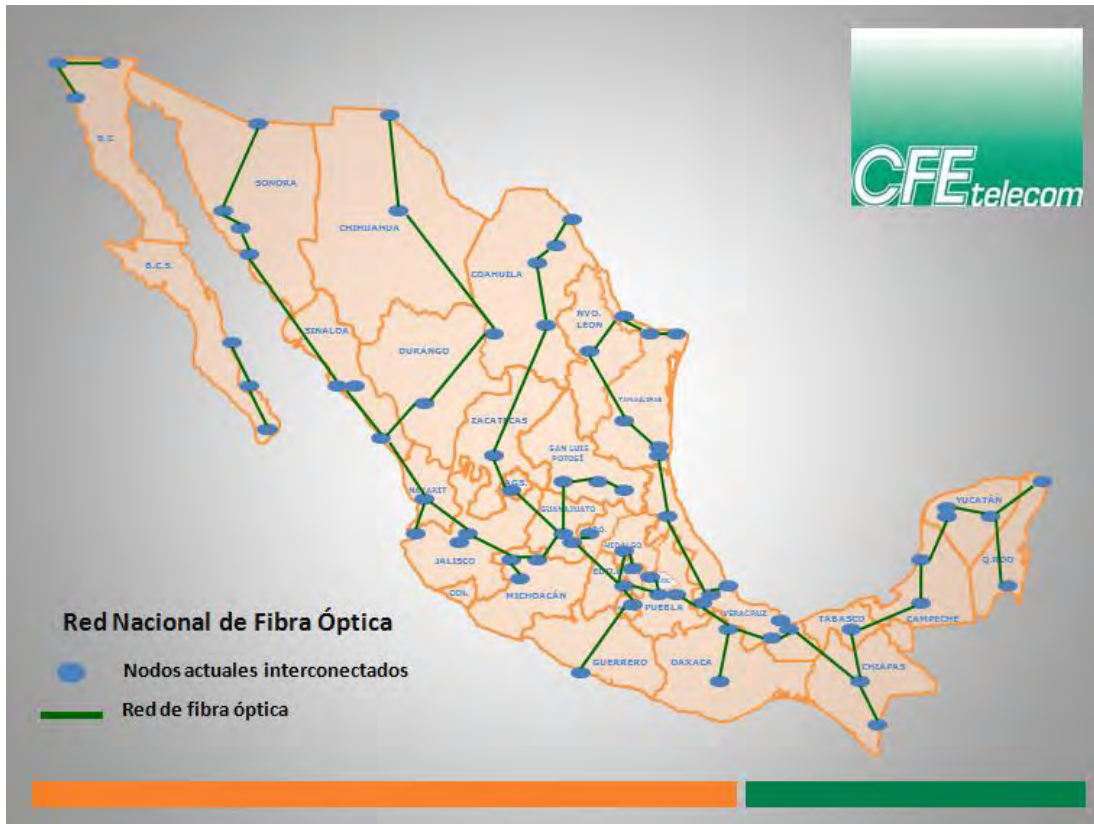 CFE telecom
B.C.
SONORA
CHIHUAHUA
COAHUILA
B.C.S.
NVO.
LEON
SINALOA
DURANGO
ZACATECAS
TAMAULIPAS
SAN LUIS
POTOSÍ
NAYARIT
AGS.
GUANAJUATO
QRO.
HIDALGO
YUCATÁN
Q.ROO
JALISCO
COL
MICHOACÁN
PUEBLA
VERACRUZ
TABASCO
CAMPECHE
GUERRERO
OAXACA
CHIAPAS
Red Nacional de Fibra Óptica
Nodos actuales interconectados
Red de fibra óptica